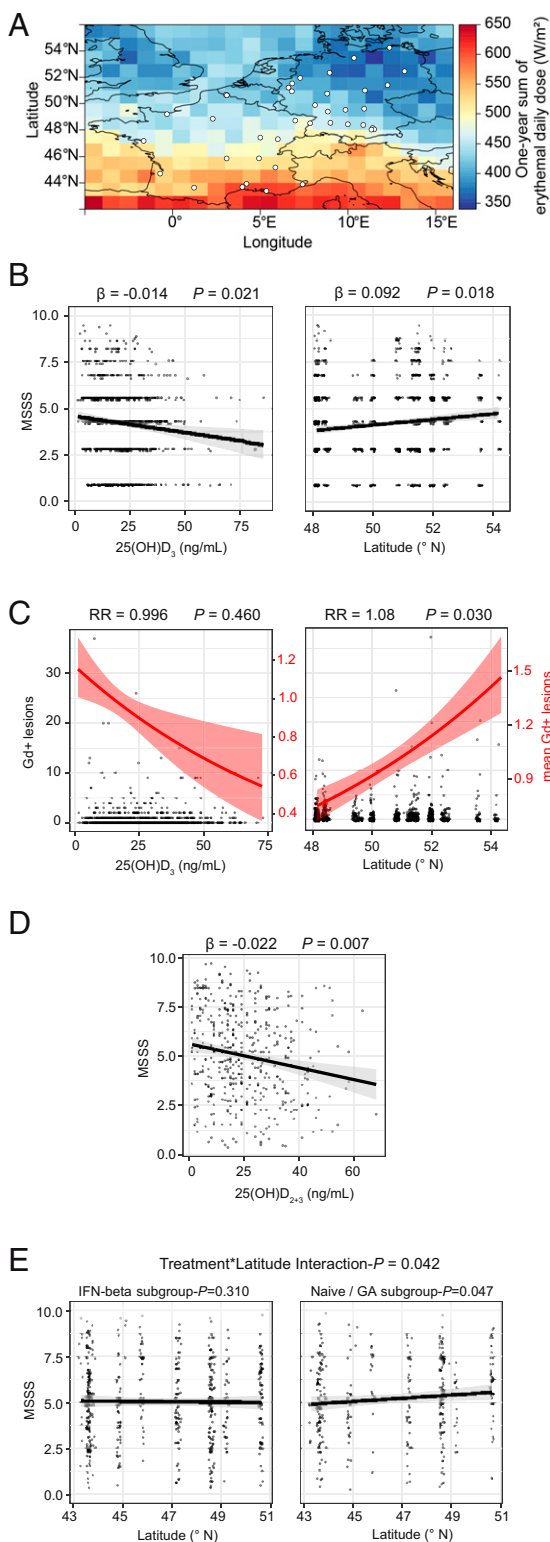 A
54°N
52°N
50°N
48°N
46°N
44°N
Latitude
0°
5°E
10°E
15°E
Longitude
650
600
550
500
450
400
350
One-year sum of
erythemal daily dose (W/m²)
B
β = -0.014 P = 0.021
β = 0.092 P = 0.018
10.0
7.5
5.0
2.5
0.0
MSSS
0 25 50 75
25(OH)D₃ (ng/mL)
48 50 52 54
Latitude (° N)
C
RR = 0.996 P = 0.460
RR = 1.08 P = 0.030
30
20
10
0
Gd+ lesions
1.2
1.0
0.8
0.6
0.4
1.5
1.2
0.9
mean Gd+ lesions
0 25 50 75
25(OH)D₃ (ng/mL)
48 50 52 54
Latitude (° N)
D
β = -0.022 P = 0.007
10.0
7.5
5.0
2.5
0.0
MSSS
0 25 40 60
25(OH)D₂₊₃ (ng/mL)
E
Treatment*Latitude Interaction-P = 0.042
IFN-beta subgroup-P=0.310
Naive / GA subgroup-P=0.047
10.0
7.5
5.0
2.5
0.0
MSSS
43 45 47 49 51
Latitude (° N)
43 45 47 49 51
Latitude (° N)